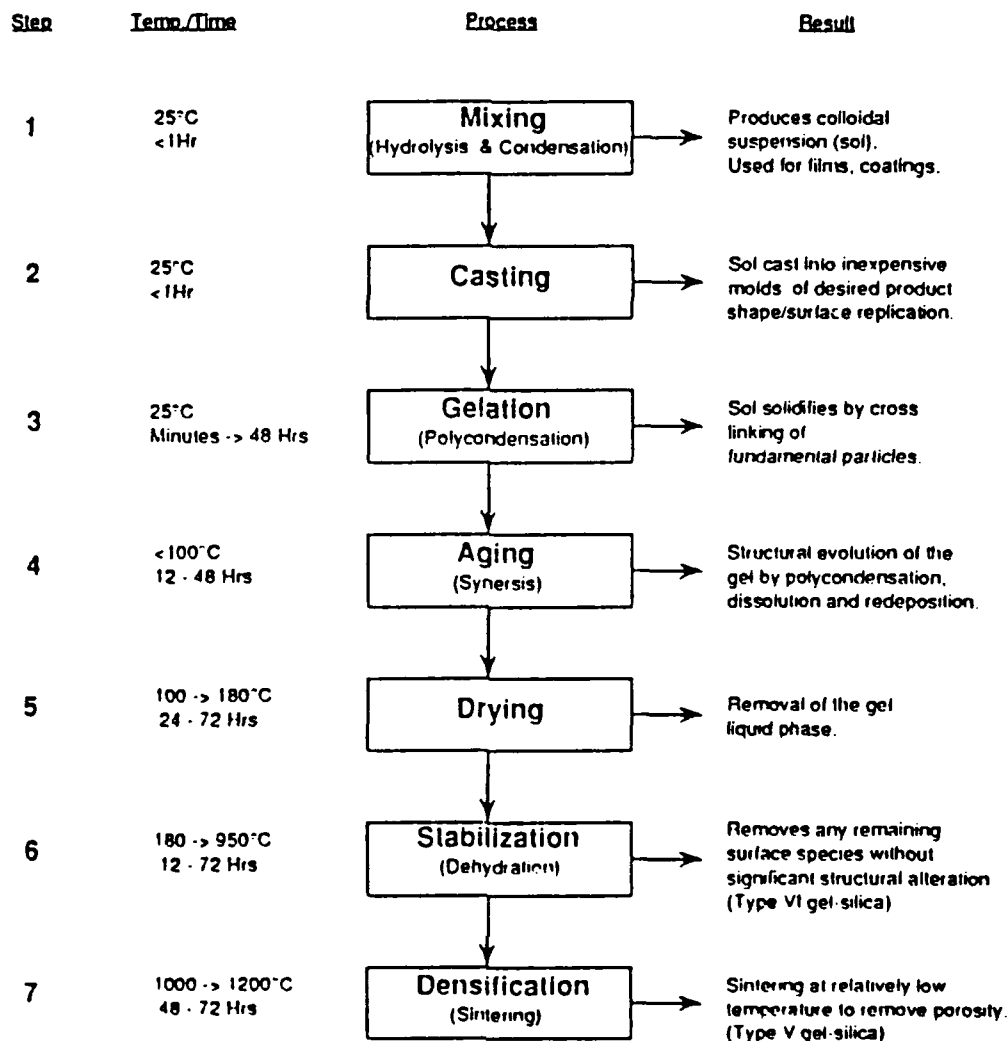 Step Temp./Time Process Result
1
25°C
<1Hr
Mixing
(Hydrolysis & Condensation)
Produces colloidal
suspension (sol).
Used for films, coatings.
2
25°C
<1Hr
Casting
Sol cast into inexpensive
molds of desired product
shape/surface replication.
3
25°C
Minutes -> 48 Hrs
Gelation
(Polycondensation)
Sol solidifies by cross
linking of
fundamental particles.
4
<100°C
12 - 48 Hrs
Aging
(Synersis)
Structural evolution of the
gel by polycondensation,
dissolution and redeposition.
5
100 -> 180°C
24 - 72 Hrs
Drying
Removal of the gel
liquid phase.
6
180 -> 950°C
12 - 72 Hrs
Stabilization
(Dehydration)
Removes any remaining
surface species without
significant structural alteration
(Type VI gel-silica)
7
1000 -> 1200°C
48 - 72 Hrs
Densification
(Sintering)
Sintering at relatively low
temperature to remove porosity.
(Type V gel-silica)